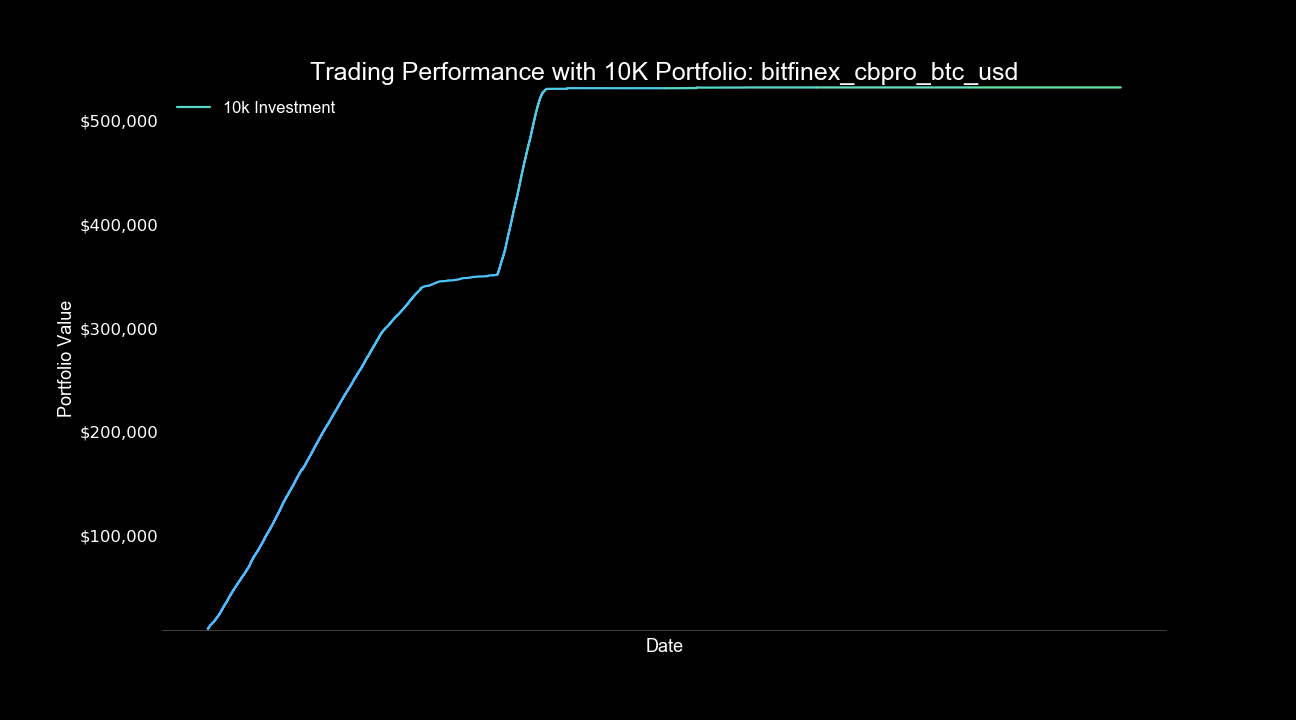 Trading Performance with 10K Portfolio: bitfinex_cbpro_btc_usd
10k Investment
$500,000
$400,000
$300,000
$200,000
$100,000
Portfolio Value
Date